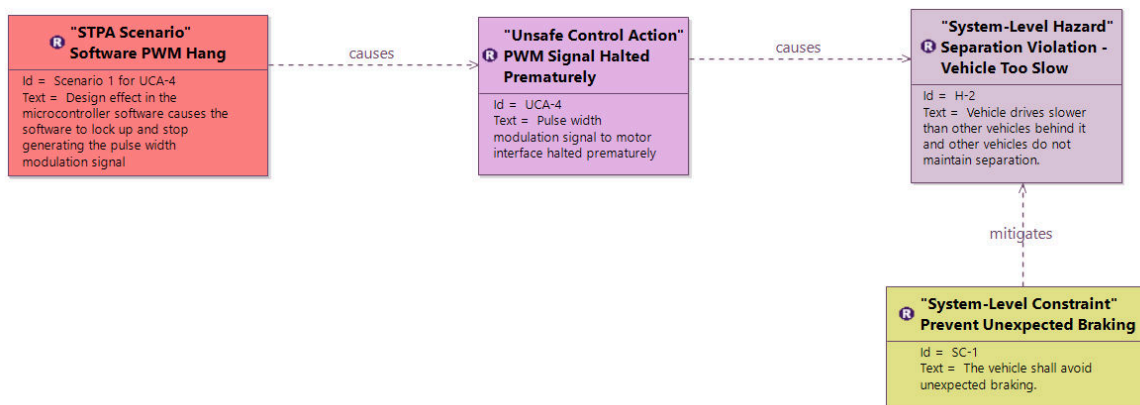 R "STPA Scenario"
Software PWM Hang
Id = Scenario 1 for UCA-4
Text = Design effect in the
microcontroller software causes the
software to lock up and stop
generating the pulse width
modulation signal
causes
"Unsafe Control Action"
R PWM Signal Halted
Prematurely
Id = UCA-4
Text = Pulse width
modulation signal to motor
interface halted prematurely
causes
"System-Level Hazard"
R Separation Violation -
Vehicle Too Slow
Id = H-2
Text = Vehicle drives slower
than other vehicles behind it
and other vehicles do not
maintain separation.
mitigates
"System-Level Constraint"
R Prevent Unexpected Braking
Id = SC-1
Text = The vehicle shall avoid
unexpected braking.